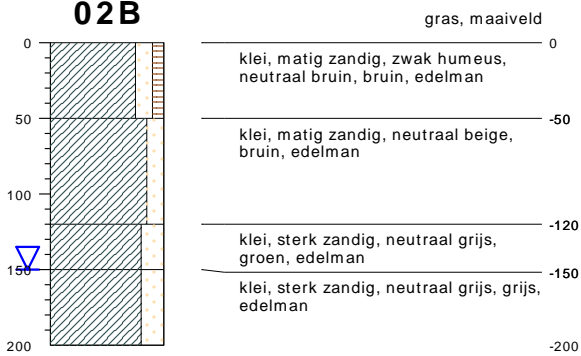 02B
gras, maaiveld
0
0
klei, matig zandig, zwak humeus,
neutraal bruin, bruin, edelman
50
-50
klei, matig zandig, neutraal beige,
bruin, edelman
100
-120
klei, sterk zandig, neutraal grijs,
groen, edelman
150
-150
klei, sterk zandig, neutraal grijs, grijs,
edelman
200
-200